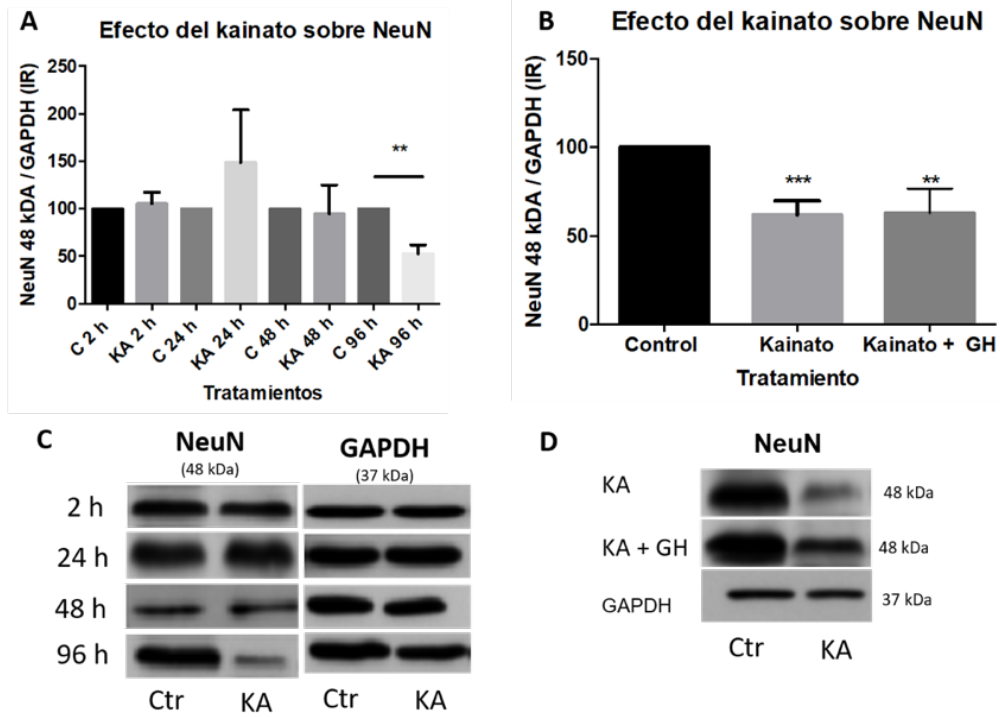 A
Efecto del kainato sobre NeuN
NeuN 48 kDA / GAPDH (IR)
250
200
150
100
50
0
**
C 2 h
KA 2 h
C 24 h
KA 24 h
C 48 h
KA 48 h
C 96 h
KA 96 h
Tratamientos
B
Efecto del kainato sobre NeuN
NeuN 48 kDA / GAPDH (IR)
150
100
50
0
***
**
Control
Kainato
Kainato + GH
Tratamiento
C
NeuN
(48 kDa)
GAPDH
(37 kDa)
2 h
24 h
48 h
96 h
Ctr
KA
Ctr
KA
D
NeuN
KA
48 kDa
KA + GH
48 kDa
GAPDH
37 kDa
Ctr
KA